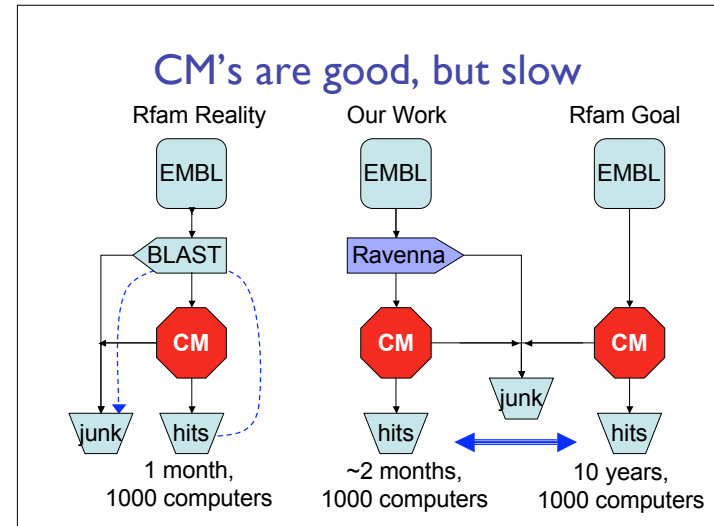 CM's are good, but slow
Rfam Reality
Our Work
Rfam Goal
EMBL
EMBL
EMBL
BLAST
Ravenna
CM
CM
CM
junk
hits
hits
junk
hits
1 month,
1000 computers
~2 months,
1000 computers
10 years,
1000 computers